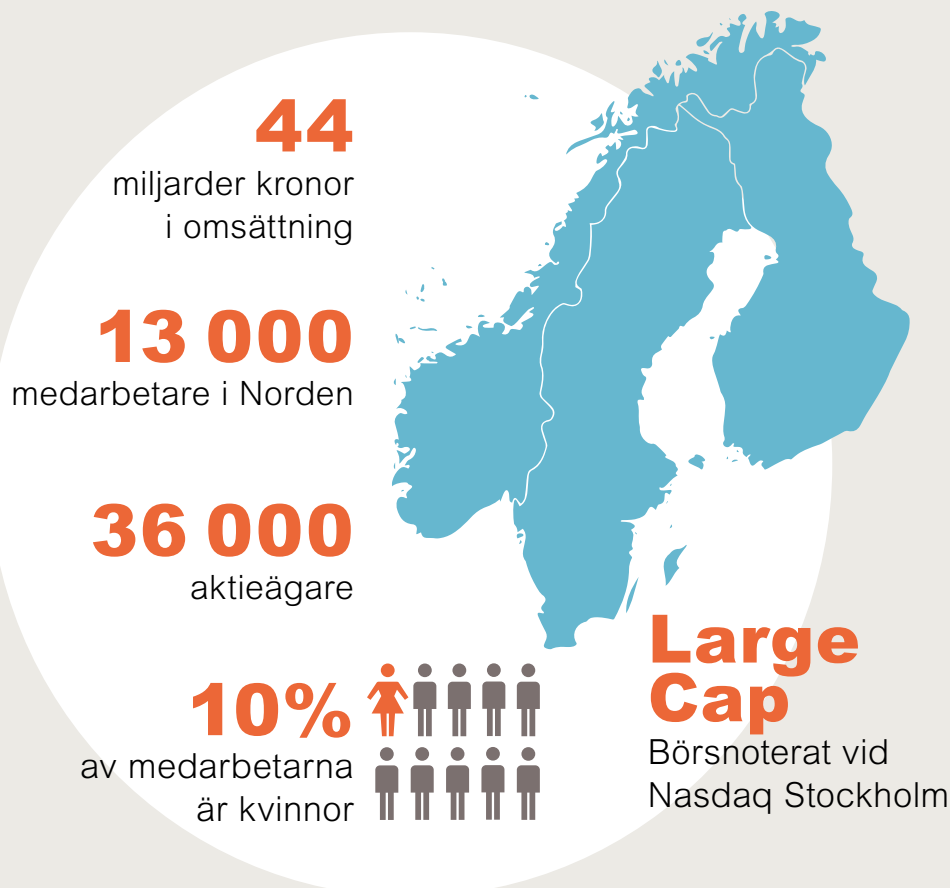 44
miljarder kronor
i omsättning
13 000
medarbetare i Norden
36 000
aktieägare
10%
av medarbetarna
är kvinnor
Large
Cap
Börsnoterat vid
Nasdaq Stockholm